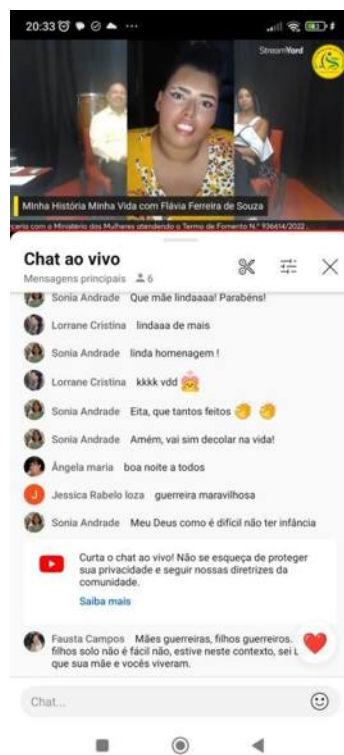 20:33
StreamYard
MInha História Minha Vida com Flávia Ferreira de Souza
ceria com o Ministério das Mulheres atendendo o Termo de Fomento N.º 936614/2022 .
Chat ao vivo
Mensagens principais 6
Sonia Andrade Que mãe lindaaaa! Parabéns!
Lorrane Cristina lindaaa de mais
Sonia Andrade linda homenagem !
Lorrane Cristina kkkk vdd
Sonia Andrade Eita, que tantos feitos
Sonia Andrade Amém, vai sim decolar na vida!
Ângela maria boa noite a todos
J Jessica Rabelo loza guerreira maravilhosa
Sonia Andrade Meu Deus como é difícil não ter infância
Curta o chat ao vivo! Não se esqueça de proteger
sua privacidade e seguir nossas diretrizes da
comunidade.
Saiba mais
Fausta Campos Mães guerreiras, filhos guerreiros.
filhos solo não é fácil não, estive neste contexto, sei
que sua mãe e vocês viveram.
Chat...